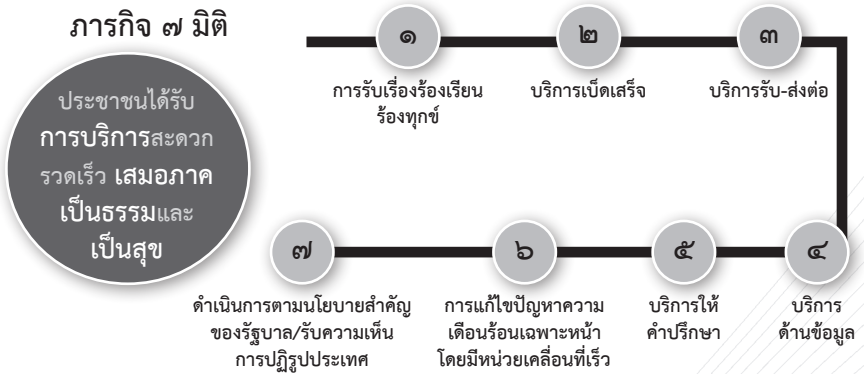 ภารกิจ ๗ มิติ
ประชาชนได้รับ
การบริการสะดวก
รวดเร็ว เสมอภาค
เป็นธรรมและ
เป็นสุข
๑
การรับเรื่องร้องเรียน
ร้องทุกข์
๒
บริการเบ็ดเสร็จ
๓
บริการรับ-ส่งต่อ
๔
บริการ
ด้านข้อมูล
๕
บริการให้
คำปรึกษา
๖
การแก้ไขปัญหาความ
เดือนร้อนเฉพาะหน้า
โดยมีหน่วยเคลื่อนที่เร็ว
๗
ดำเนินการตามนโยบายสำคัญ
ของรัฐบาล/รับความเห็น
การปฏิรูปประเทศ